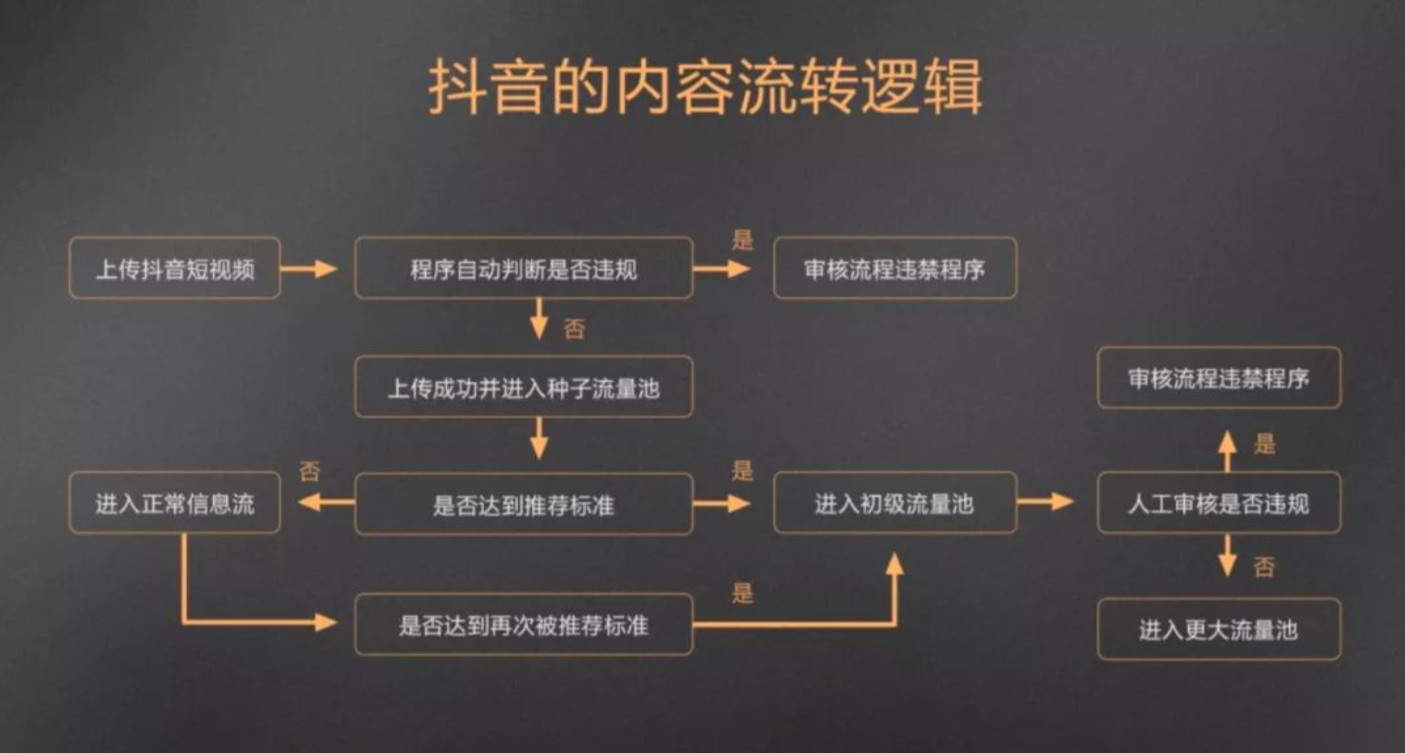 抖音的内容流转逻辑
上传抖音短视频
程序自动判断是否违规
是
审核流程违禁程序
否
上传成功并进入种子流量池
审核流程违禁程序
是
否
是
进入正常信息流
是否达到推荐标准
进入初级流量池
人工审核是否违规
否
是
是否达到再次被推荐标准
进入更大流量池